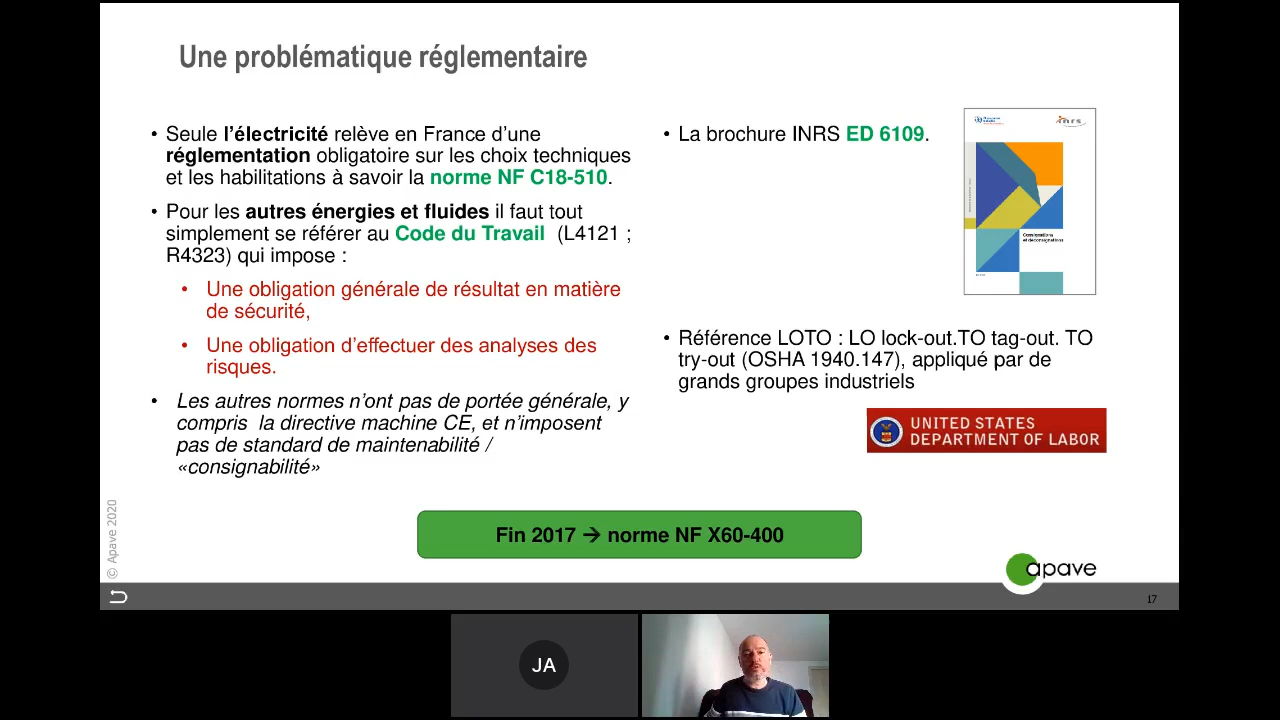 Une problématique réglementaire
• Seule l’électricité relève en France d’une
réglementation obligatoire sur les choix techniques
et les habilitations à savoir la norme NF C18-510.
• Pour les autres énergies et fluides il faut tout
simplement se référer au Code du Travail (L4121 ;
R4323) qui impose :
• Une obligation générale de résultat en matière
de sécurité,
• Une obligation d’effectuer des analyses des
risques.
• Les autres normes n’ont pas de portée générale, y
compris la directive machine CE, et n’imposent
pas de standard de maintenabilité /
«consignabilité»
• La brochure INRS ED 6109.
inrs
Consignations
et déconsignations
• Référence LOTO : LO lock-out.TO tag-out. TO
try-out (OSHA 1940.147), appliqué par de
grands groupes industriels
UNITED STATES
DEPARTMENT OF LABOR
Fin 2017 → norme NF X60-400
© Apave 2020
apave
17
JA